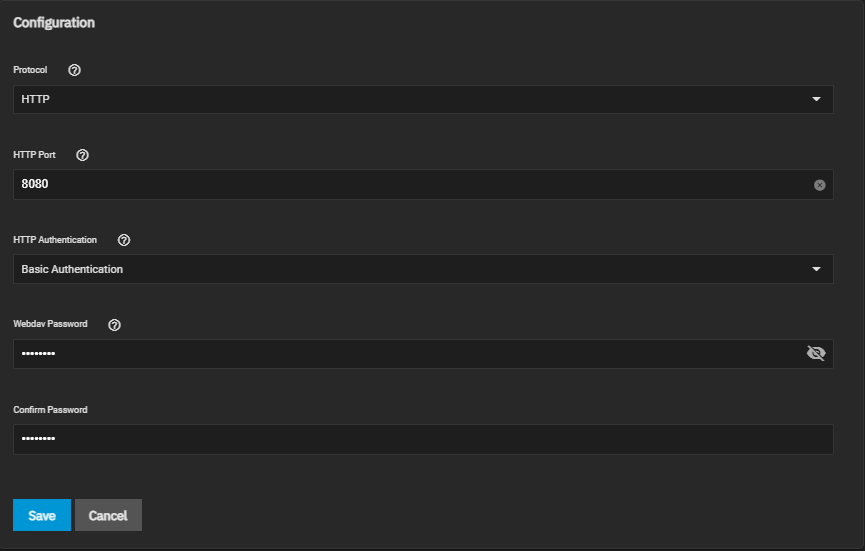 Configuration
Protocol
HTTP
HTTP Port
8080
HTTP Authentication
Basic Authentication
Webdav Password
••••••••
Confirm Password
••••••••
Save Cancel